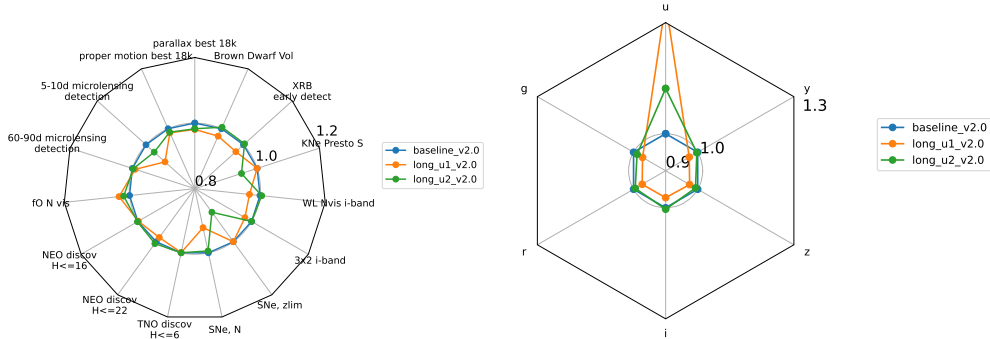 parallax best 18k
proper motion best 18k
Brown Dwarf Vol
5-10d microlensing
detection
XRB
early detect
60-90d microlensing
detection
KNe Presto S
fO N vis
WL Nvis i-band
NEO discov
H<=16
3x2 i-band
NEO discov
H<=22
SNe, zlim
TNO discov
H<=6
SNe, N
0.8
1.0
1.2
baseline_v2.0
long_u1_v2.0
long_u2_v2.0
u
g
y
r
z
i
0.9
1.0
1.3
baseline_v2.0
long_u1_v2.0
long_u2_v2.0